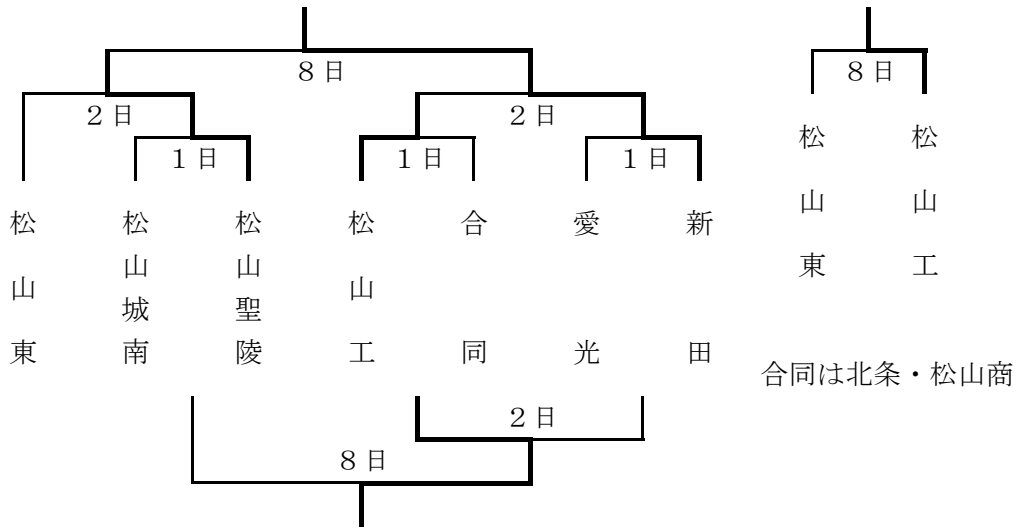 ８日
８日
２日
２日
１日
１日
１日
松山東
松山城南
松山聖陵
松山工
合同
愛光
新田
松山東
松山工
合同は北条・松山商
２日
８日